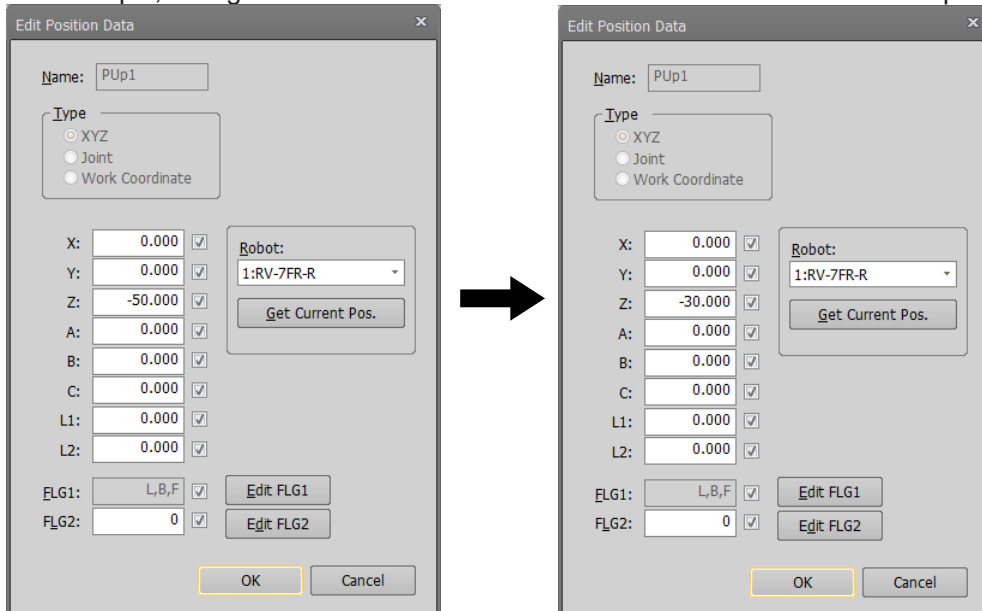 Edit Position Data
Name: PUp1
Type
XYZ
Joint
Work Coordinate
X: 0.000
Y: 0.000
Z: -50.000
A: 0.000
B: 0.000
C: 0.000
L1: 0.000
L2: 0.000
FLG1: L,B,F
FLG2: 0
Robot:
1:RV-7FR-R
Get Current Pos.
Edit FLG1
Edit FLG2
OK Cancel
Edit Position Data
Name: PUp1
Type
XYZ
Joint
Work Coordinate
X: 0.000
Y: 0.000
Z: -30.000
A: 0.000
B: 0.000
C: 0.000
L1: 0.000
L2: 0.000
FLG1: L,B,F
FLG2: 0
Robot:
1:RV-7FR-R
Get Current Pos.
Edit FLG1
Edit FLG2
OK Cancel